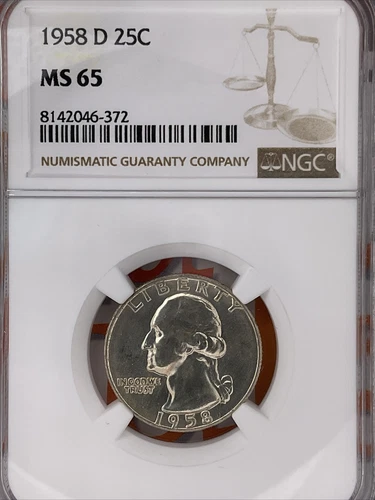 1958 D 25C
MS 65
8142046-372
NUMISMATIC GUARANTY COMPANY
NGC®
LIBERTY
IN GOD WE
TRUST
1958